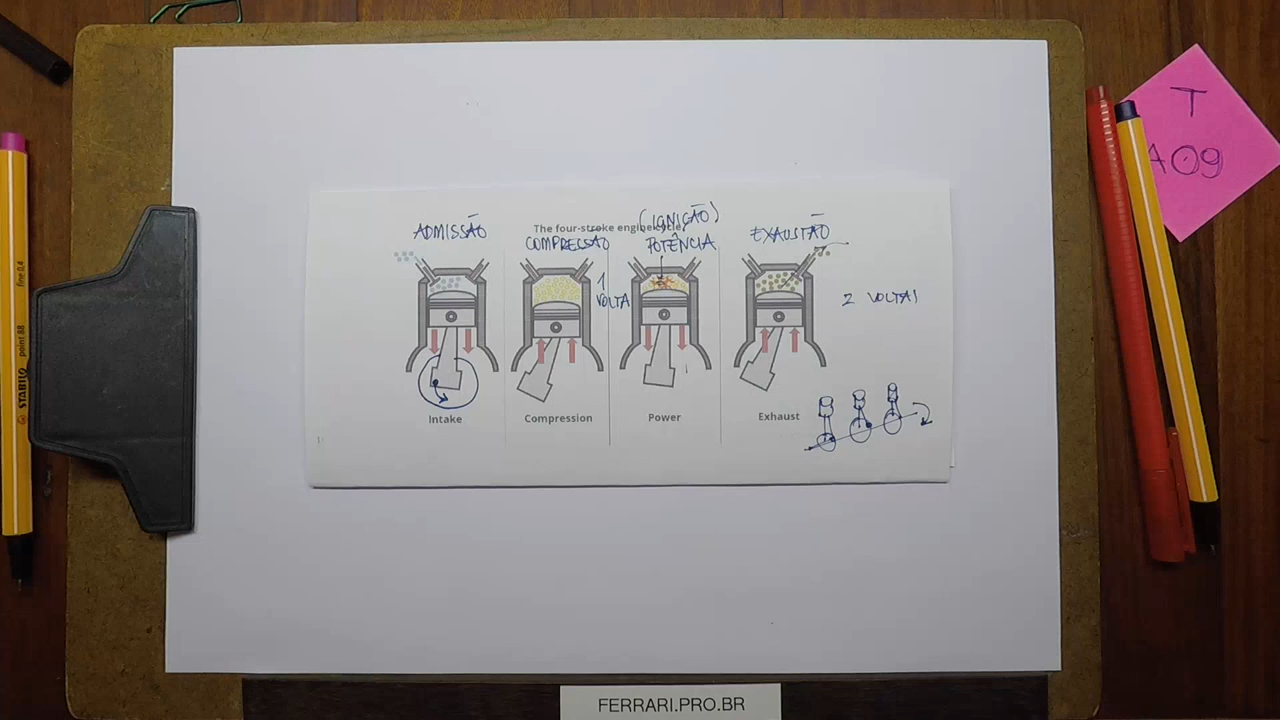 T
A09
ADMISSÃO
The four-stroke engine cycle
(IGNIÇÃO)
COMPRESSÃO
POTÊNCIA
EXAUSTÃO
1
VOLTA
2 VOLTAS
Intake
Compression
Power
Exhaust
STABILO point 88 fine 0,4
FERRARI.PRO.BR